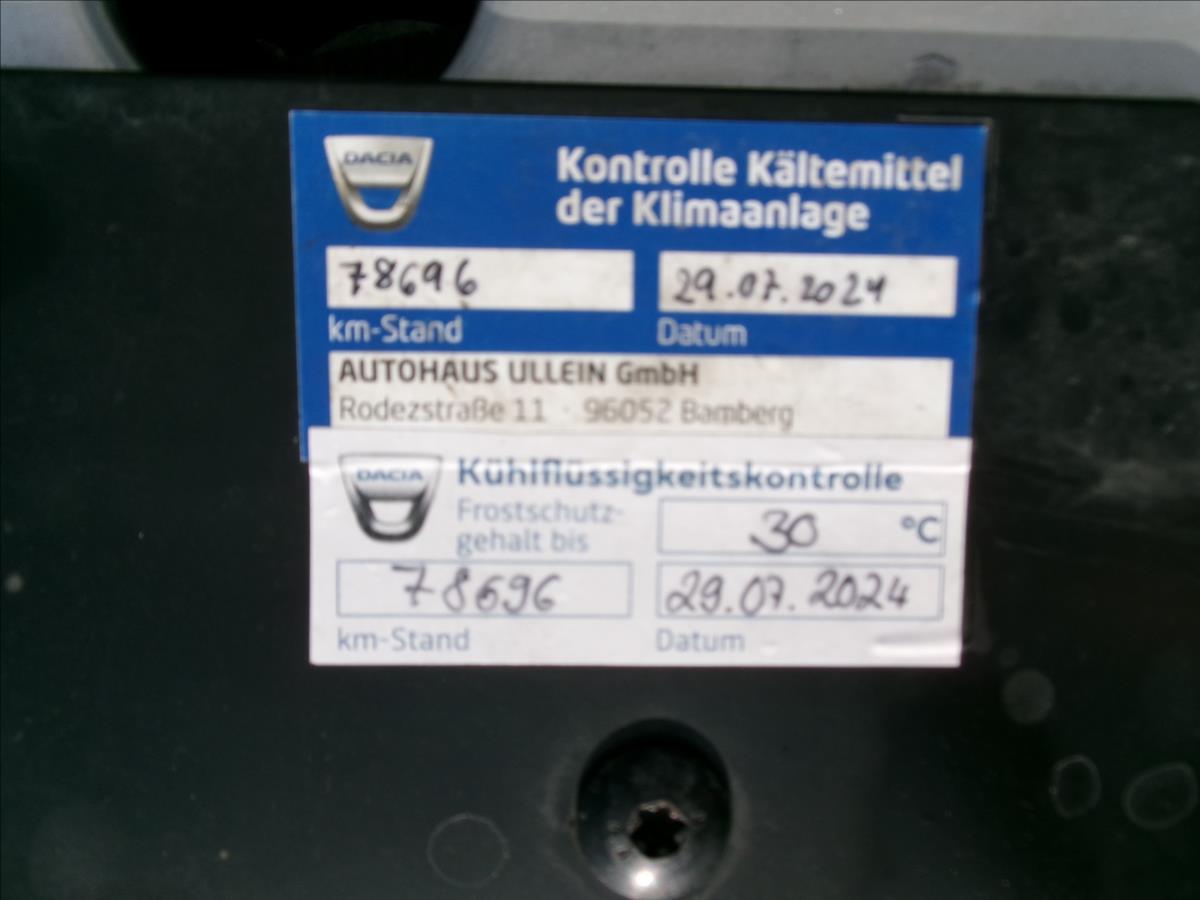 DACIA
Kontrolle Kältemittel
der Klimaanlage
78696
29.07.2024
km-Stand
Datum
AUTOHAUS ULLEIN GmbH
Rodezstraße 11 · 96052 Bamberg
DACIA
Kühlflüssigkeitskontrolle
Frostschutz-
gehalt bis
30 °C
78696
29.07.2024
km-Stand
Datum